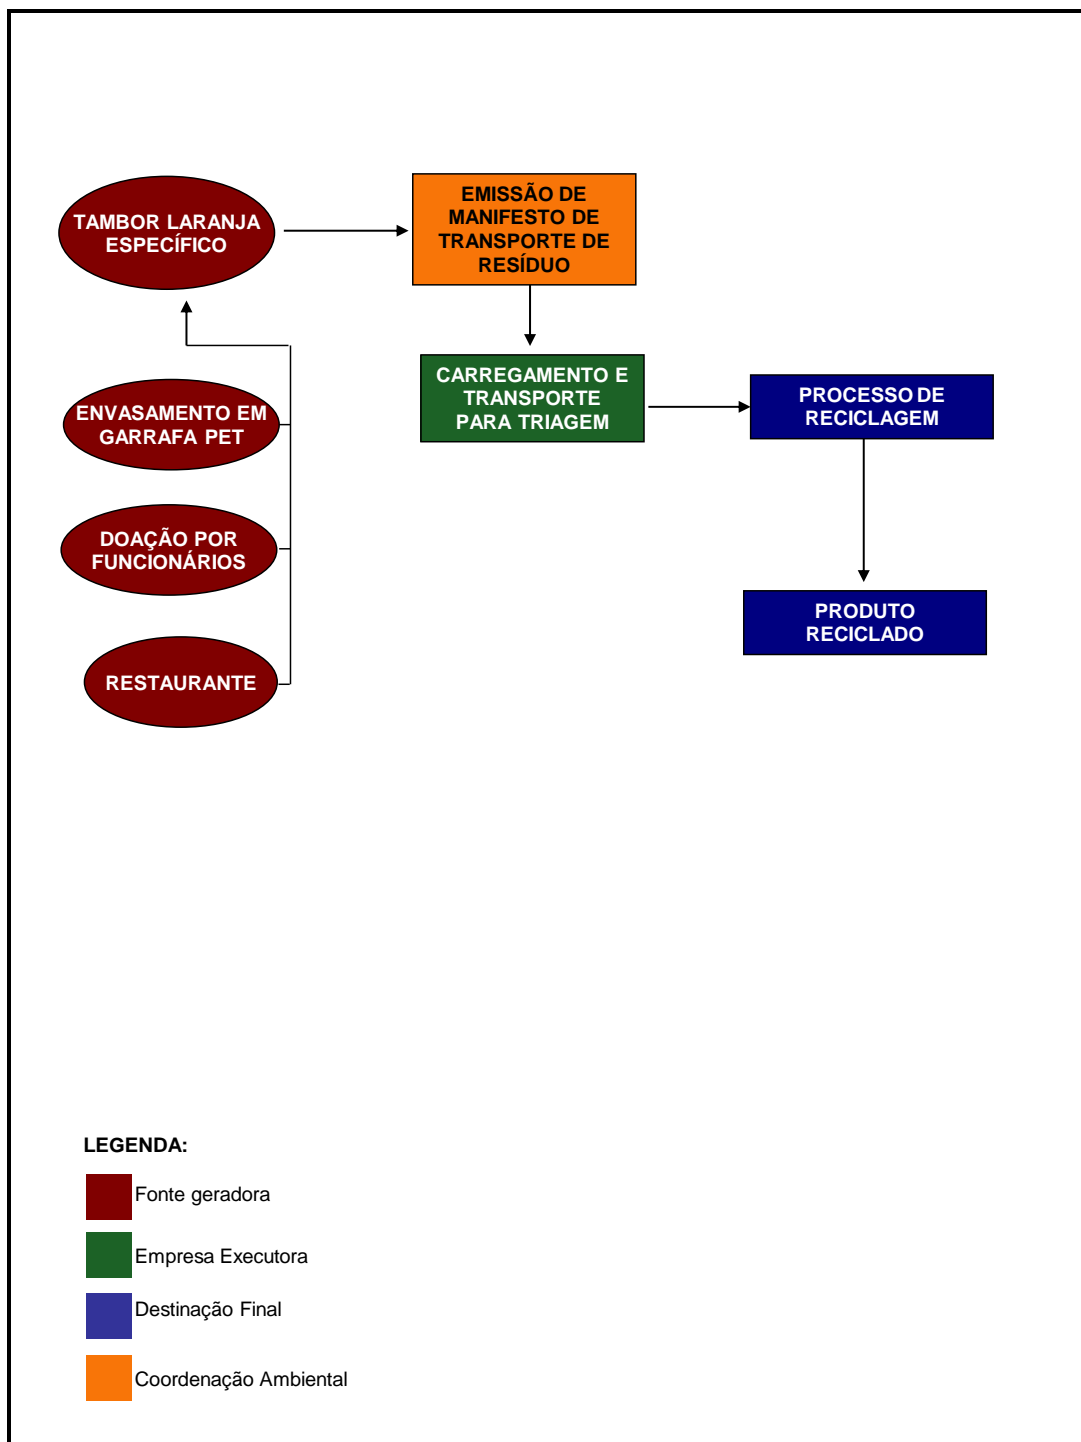 TAMBOR LARANJA
ESPECÍFICO
EMISSÃO DE
MANIFESTO DE
TRANSPORTE DE
RESÍDUO
ENVASAMENTO EM
GARRAFA PET
CARREGAMENTO E
TRANSPORTE
PARA TRIAGEM
PROCESSO DE
RECICLAGEM
DOAÇÃO POR
FUNCIONÁRIOS
PRODUTO
RECICLADO
RESTAURANTE
LEGENDA:
Fonte geradora
Empresa Executora
Destinação Final
Coordenação Ambiental